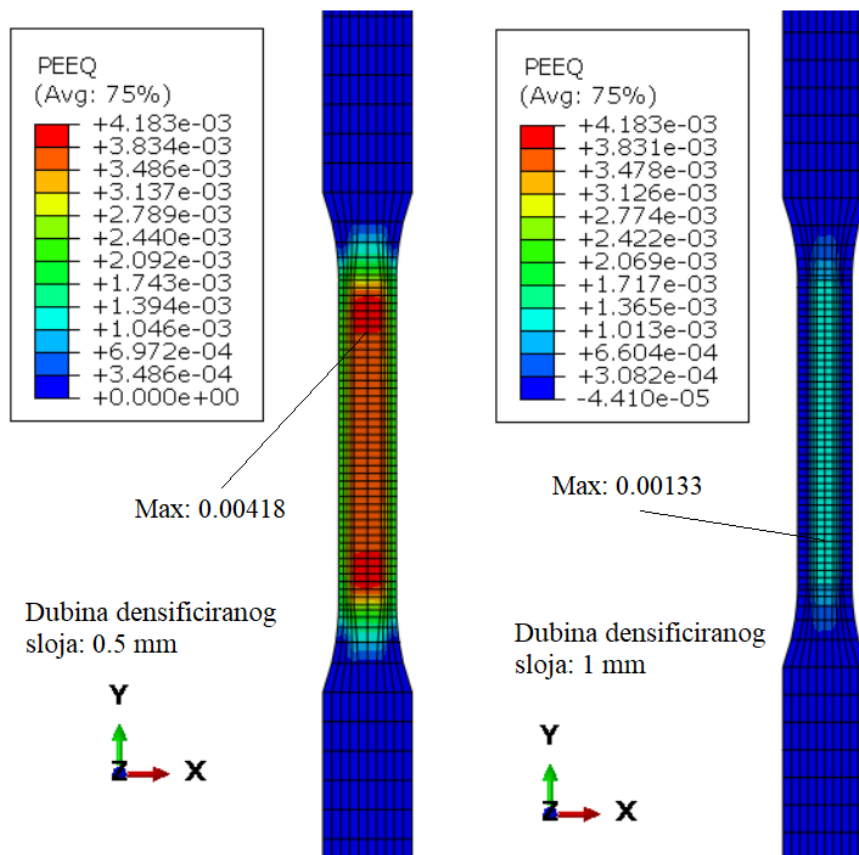 PEEQ
(Avg: 75%)
+4.183e-03
+3.834e-03
+3.486e-03
+3.137e-03
+2.789e-03
+2.440e-03
+2.092e-03
+1.743e-03
+1.394e-03
+1.046e-03
+6.972e-04
+3.486e-04
+0.000e+00
Max: 0.00418
Dubina densificiranog
sloja: 0.5 mm
Y
Z
X
PEEQ
(Avg: 75%)
+4.183e-03
+3.831e-03
+3.478e-03
+3.126e-03
+2.774e-03
+2.422e-03
+2.069e-03
+1.717e-03
+1.365e-03
+1.013e-03
+6.604e-04
+3.082e-04
-4.410e-05
Max: 0.00133
Dubina densificiranog
sloja: 1 mm
Y
Z
X